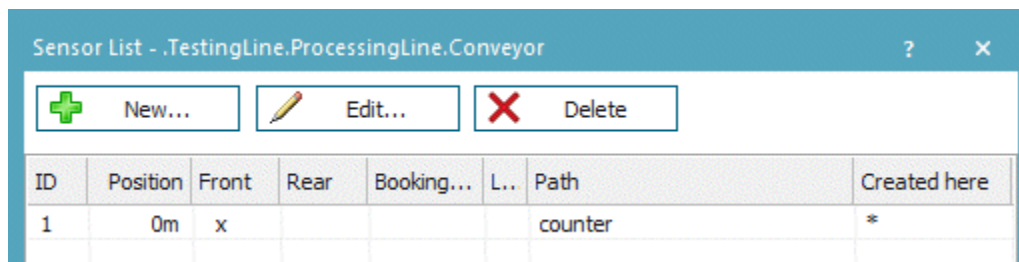 Sensor List - .TestingLine.ProcessingLine.Conveyor ? ×
New... Edit... Delete
ID Position Front Rear Booking... L... Path Created here
1 0m x counter *